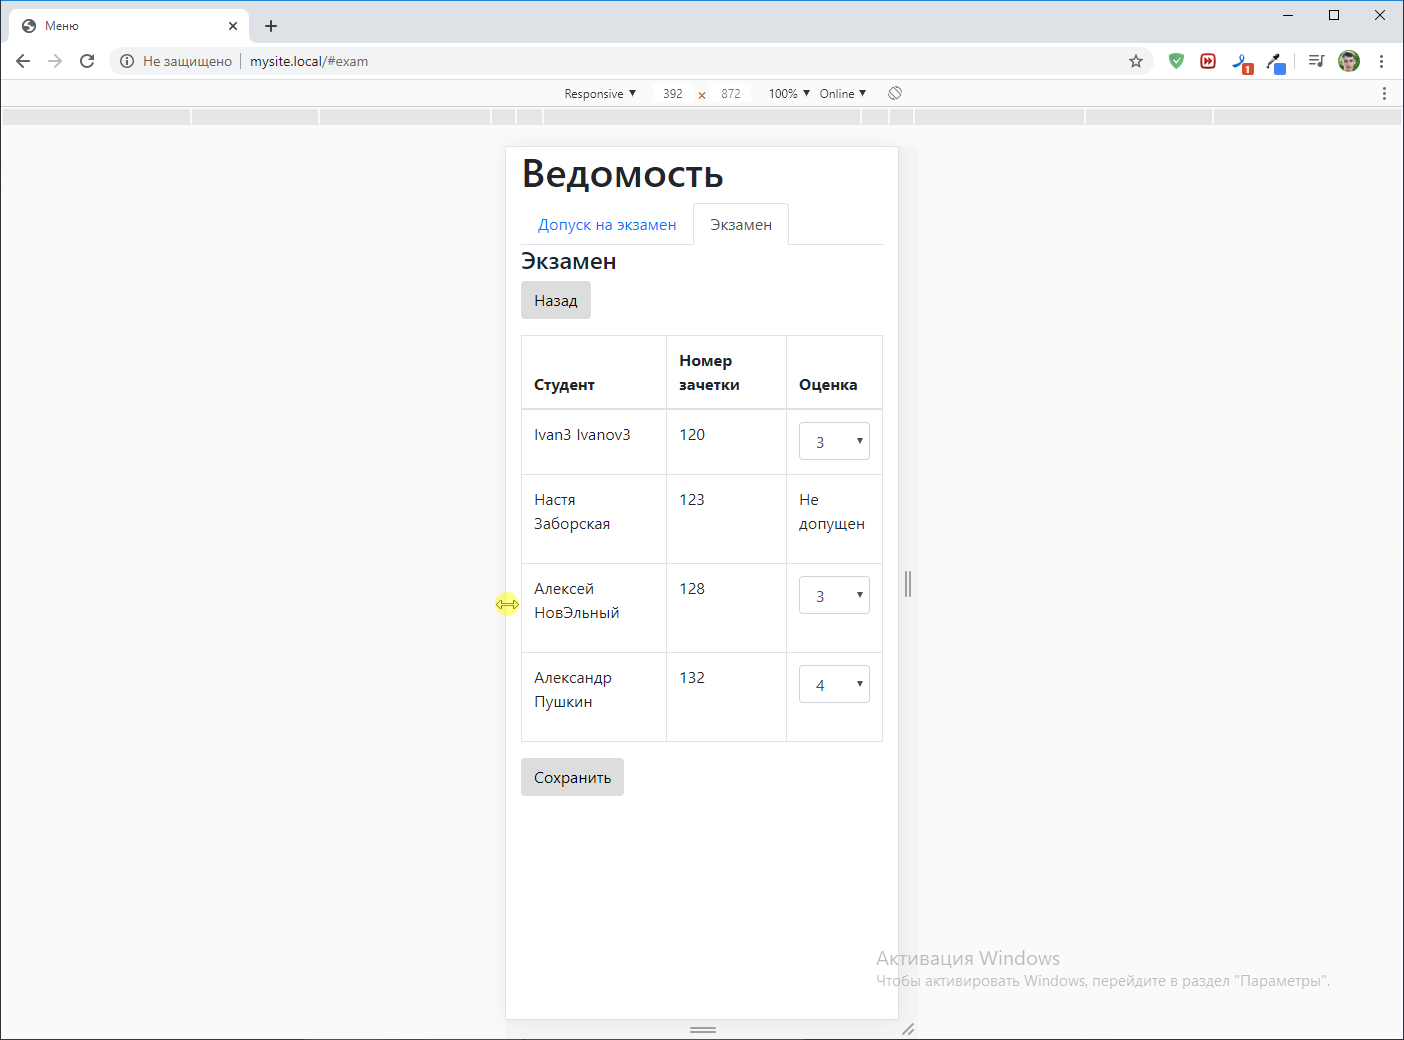 Меню
Не защищено
mysite.local/#exam
1
Responsive
392
×
872
100%
Online
Ведомость
Допуск на экзамен
Экзамен
Экзамен
Назад
Студент
Номер зачетки
Оценка
Ivan3 Ivanov3
120
3
Настя Заборская
123
Не допущен
Алексей НовЭльный
128
3
Александр Пушкин
132
4
Сохранить
Активация Windows
Чтобы активировать Windows, перейдите в раздел "Параметры".